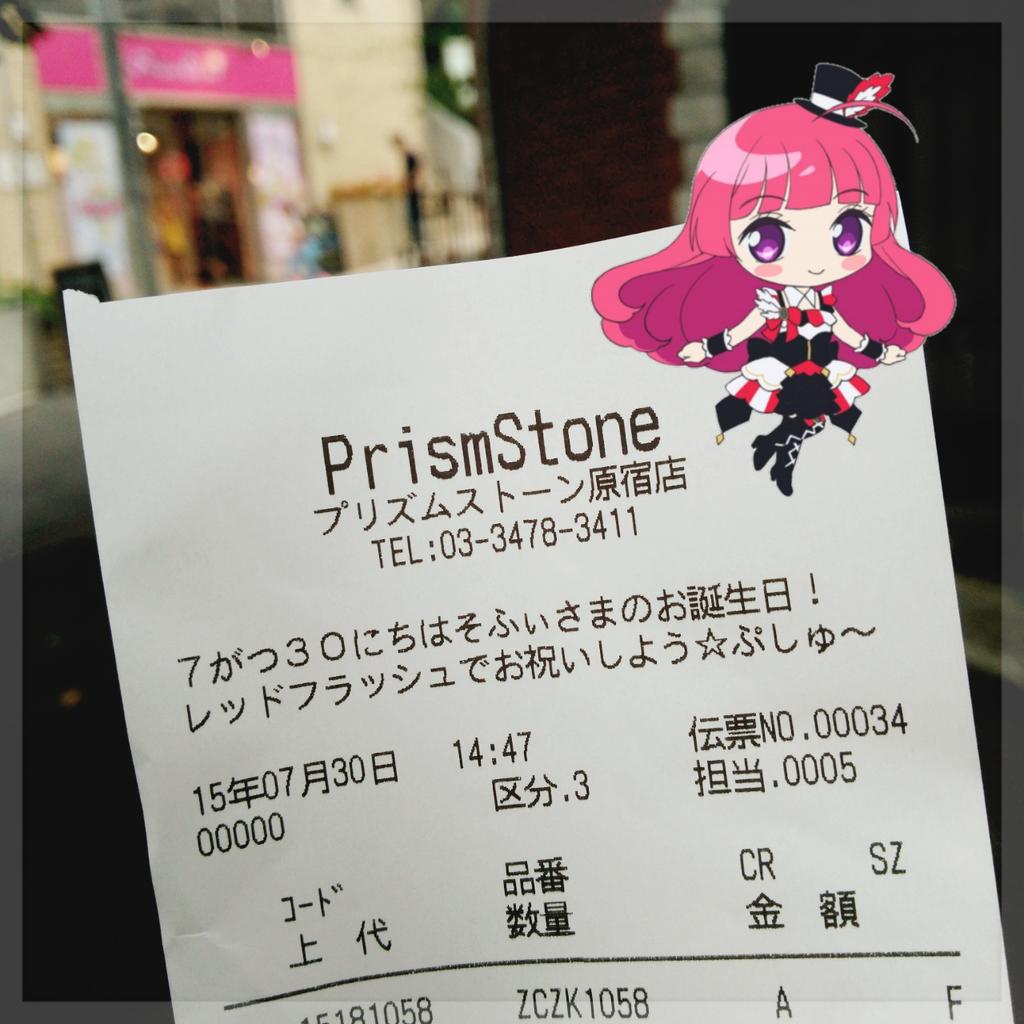 PrismStone
プリズムストーン原宿店
TEL:03-3478-3411
7がつ30にちはそふぃさまのお誕生日!
レッドフラッシュでお祝いしよう☆ぷしゅ〜
15年07月30日 14:47 伝票NO.00034
00000 区分.3 担当.0005
コード 品番 CR SZ
上 代 数量 金 額
15181058 ZCZK1058 A F